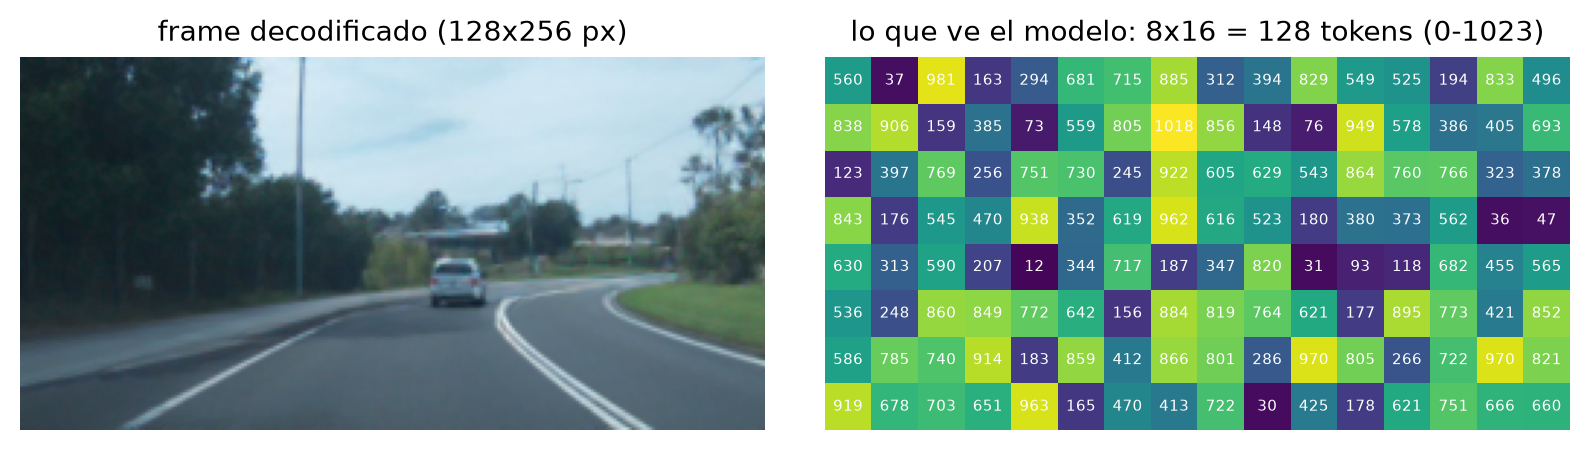 frame decodificado (128x256 px)
lo que ve el modelo: 8x16 = 128 tokens (0-1023)
560 37 981 163 294 681 715 885 312 394 829 549 525 194 833 496
838 906 159 385 73 559 805 1018 856 148 76 949 578 386 405 693
123 397 769 256 751 730 245 922 605 629 543 864 760 766 323 378
843 176 545 470 938 352 619 962 616 523 180 380 373 562 36 47
630 313 590 207 12 344 717 187 347 820 31 93 118 682 455 565
536 248 860 849 772 642 156 884 819 764 621 177 895 773 421 852
586 785 740 914 183 859 412 866 801 286 970 805 266 722 970 821
919 678 703 651 963 165 470 413 722 30 425 178 621 751 666 660